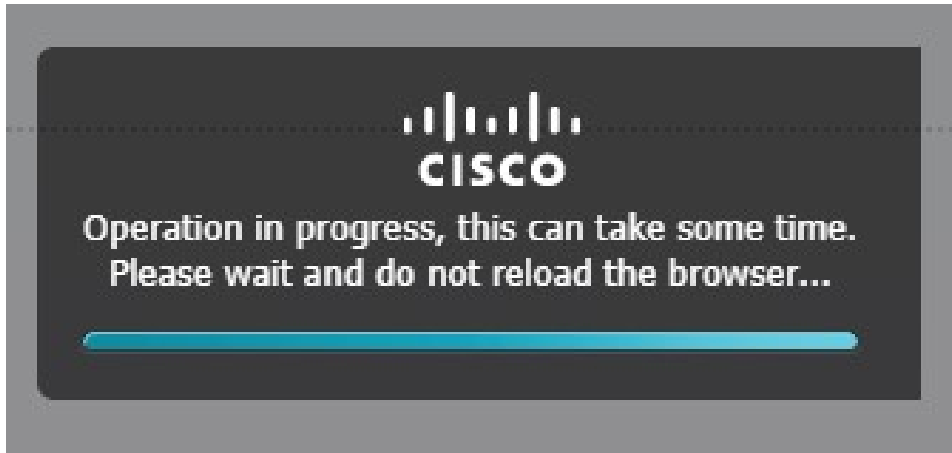 CISCO
Operation in progress, this can take some time.
Please wait and do not reload the browser...